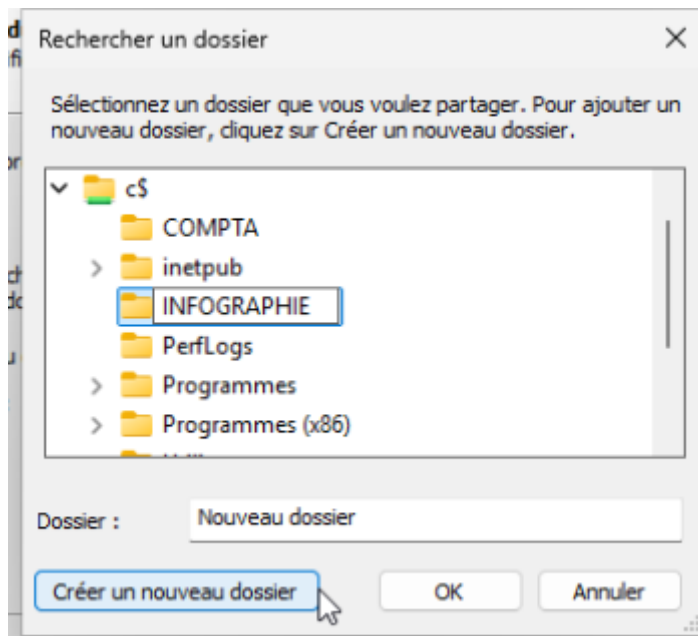 Rechercher un dossier
Sélectionnez un dossier que vous voulez partager. Pour ajouter un
nouveau dossier, cliquez sur Créer un nouveau dossier.
c$
COMPTA
inetpub
INFOGRAPHIE
PerfLogs
Programmes
Programmes (x86)
Dossier :
Nouveau dossier
Créer un nouveau dossier
OK
Annuler